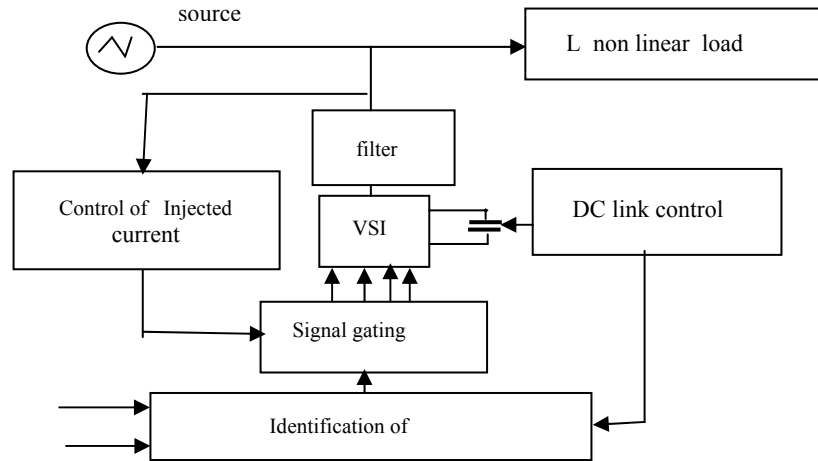 source
L non linear load
filter
Control of Injected
current
VSI
DC link control
Signal gating
Identification of